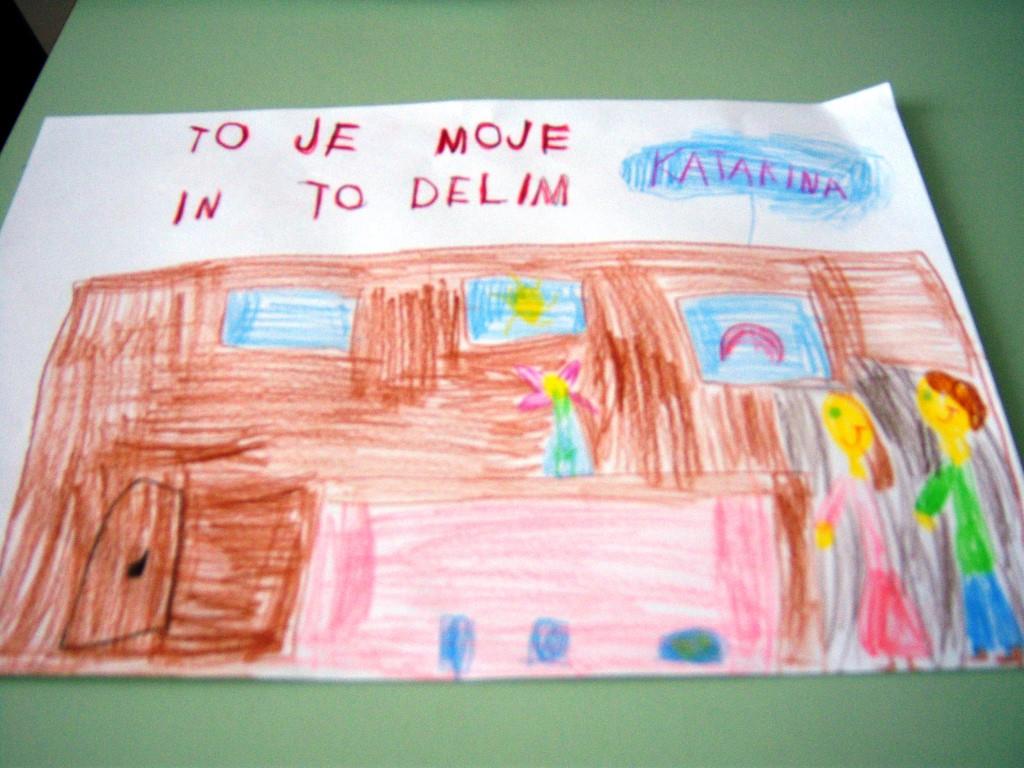 TO JE MOJE
IN TO DELIM
KATARINA